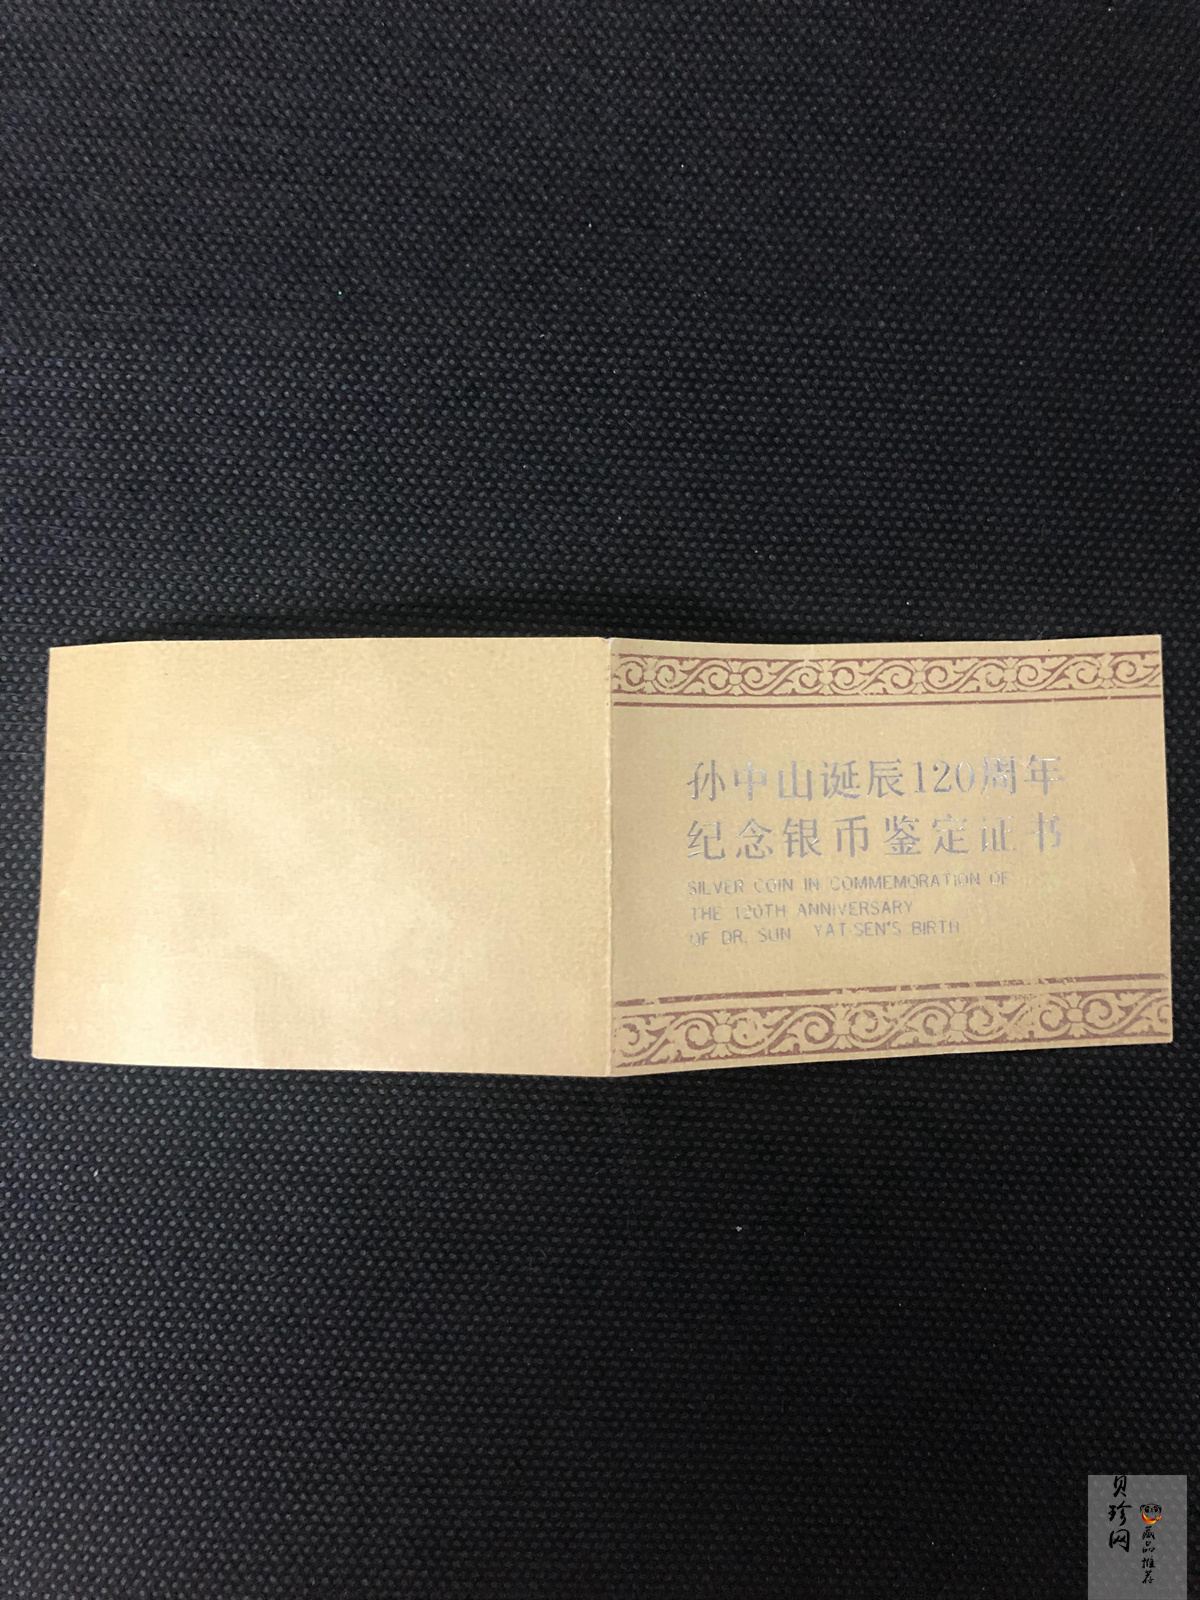 孙中山诞辰120周年
纪念银币鉴定证书
SILVER COIN IN COMMEMORATION OF
THE 120TH ANNIVERSARY
OF DR. SUN YAT-SEN'S BIRTH
贝珍网
藏品推荐